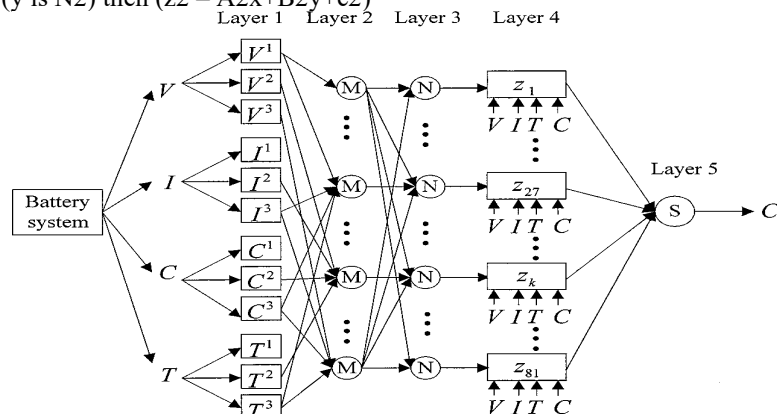 (y is N2) then (z2 = A2x+B2y+c2)
Layer 1 Layer 2 Layer 3 Layer 4
V¹
V²
V³
I¹
I²
I³
C¹
C²
C³
T¹
T²
T³
Battery
system
V
I
C
T
M
M
M
M
N
N
N
N
z₁
V I T C
z₂₇
V I T C
zₖ
V I T C
z₈₁
V I T C
Layer 5
S
C